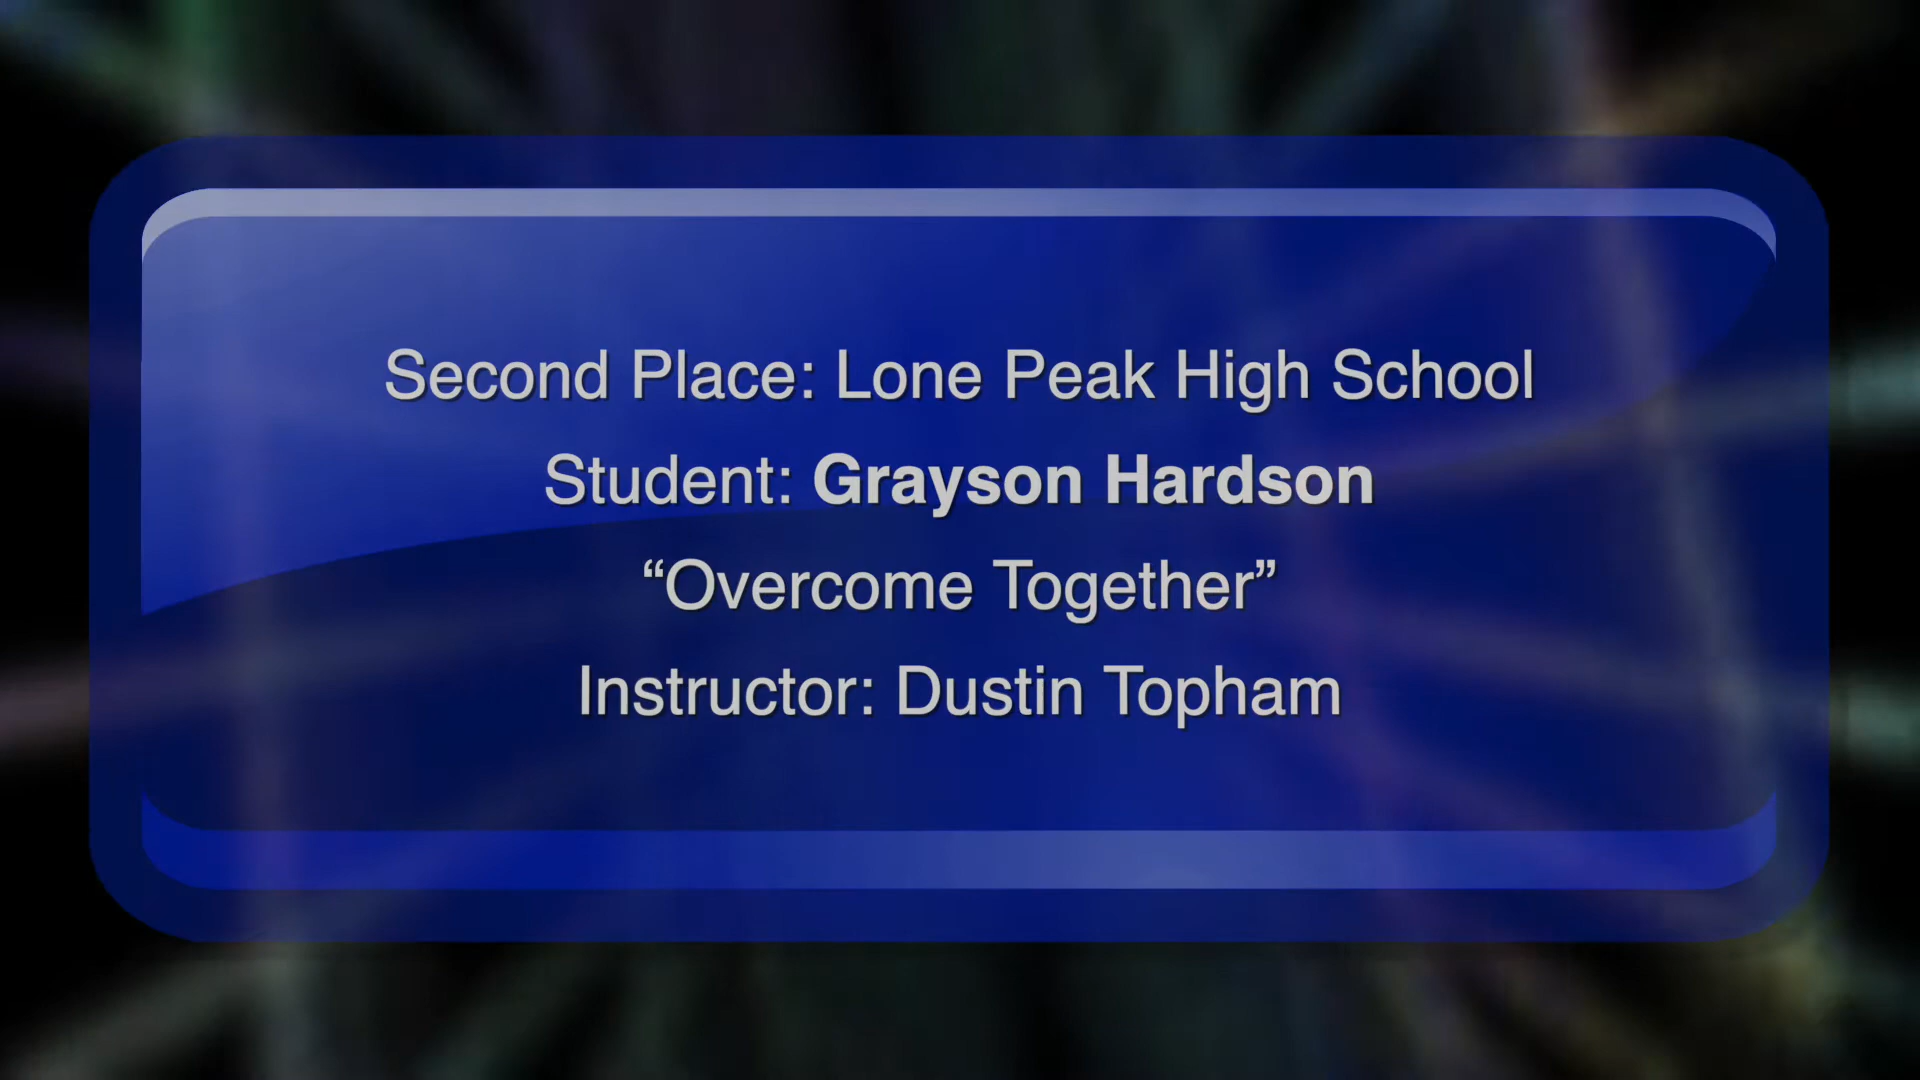 Second Place: Lone Peak High School
Student: Grayson Hardson
“Overcome Together”
Instructor: Dustin Topham